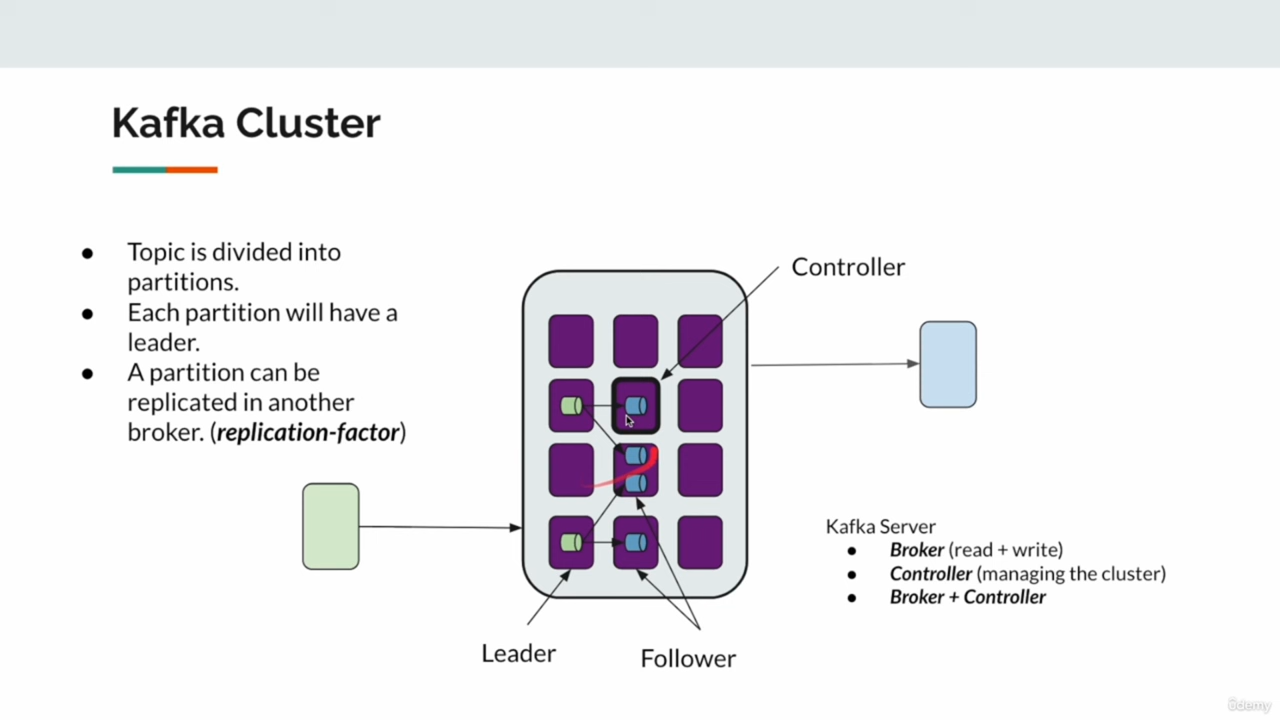 Kafka Cluster
● Topic is divided into
partitions.
● Each partition will have a
leader.
● A partition can be
replicated in another
broker. (replication-factor)
Controller
Kafka Server
● Broker (read + write)
● Controller (managing the cluster)
● Broker + Controller
Leader
Follower
ûdemy